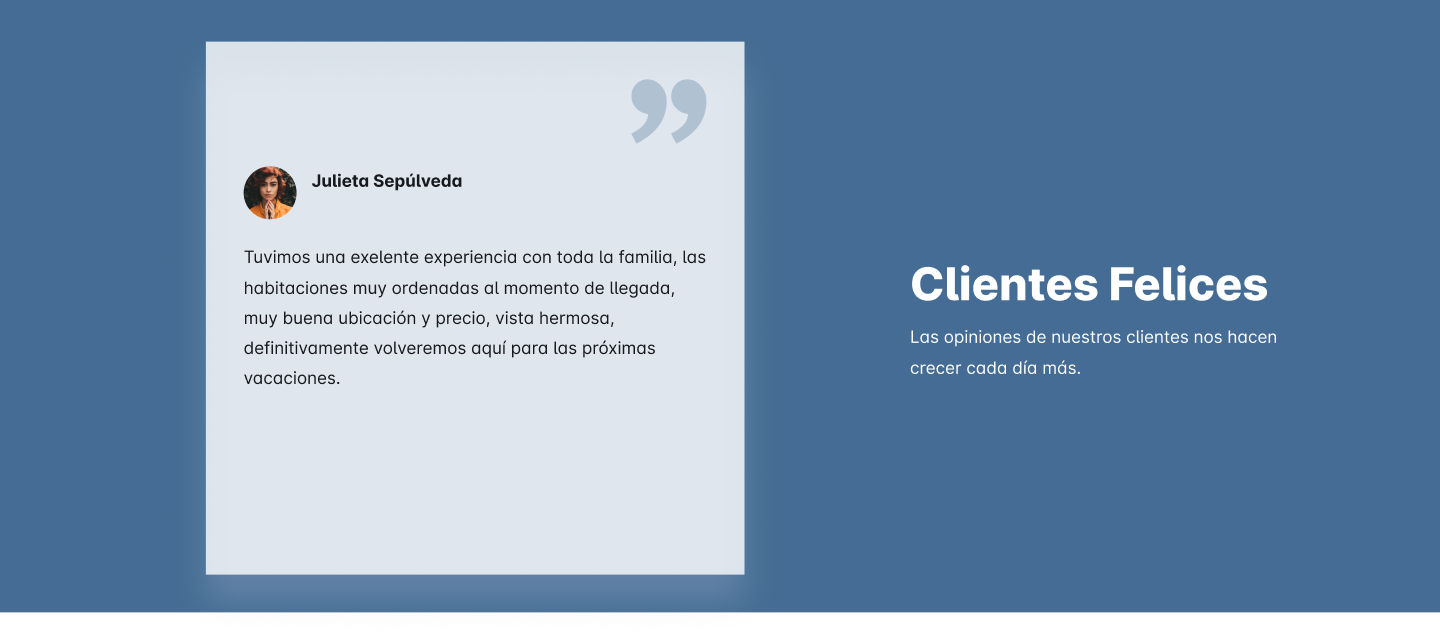 ”
Julieta Sepúlveda
Tuvimos una exelente experiencia con toda la familia, las
habitaciones muy ordenadas al momento de llegada,
muy buena ubicación y precio, vista hermosa,
definitivamente volveremos aquí para las próximas
vacaciones.
Clientes Felices
Las opiniones de nuestros clientes nos hacen
crecer cada día más.